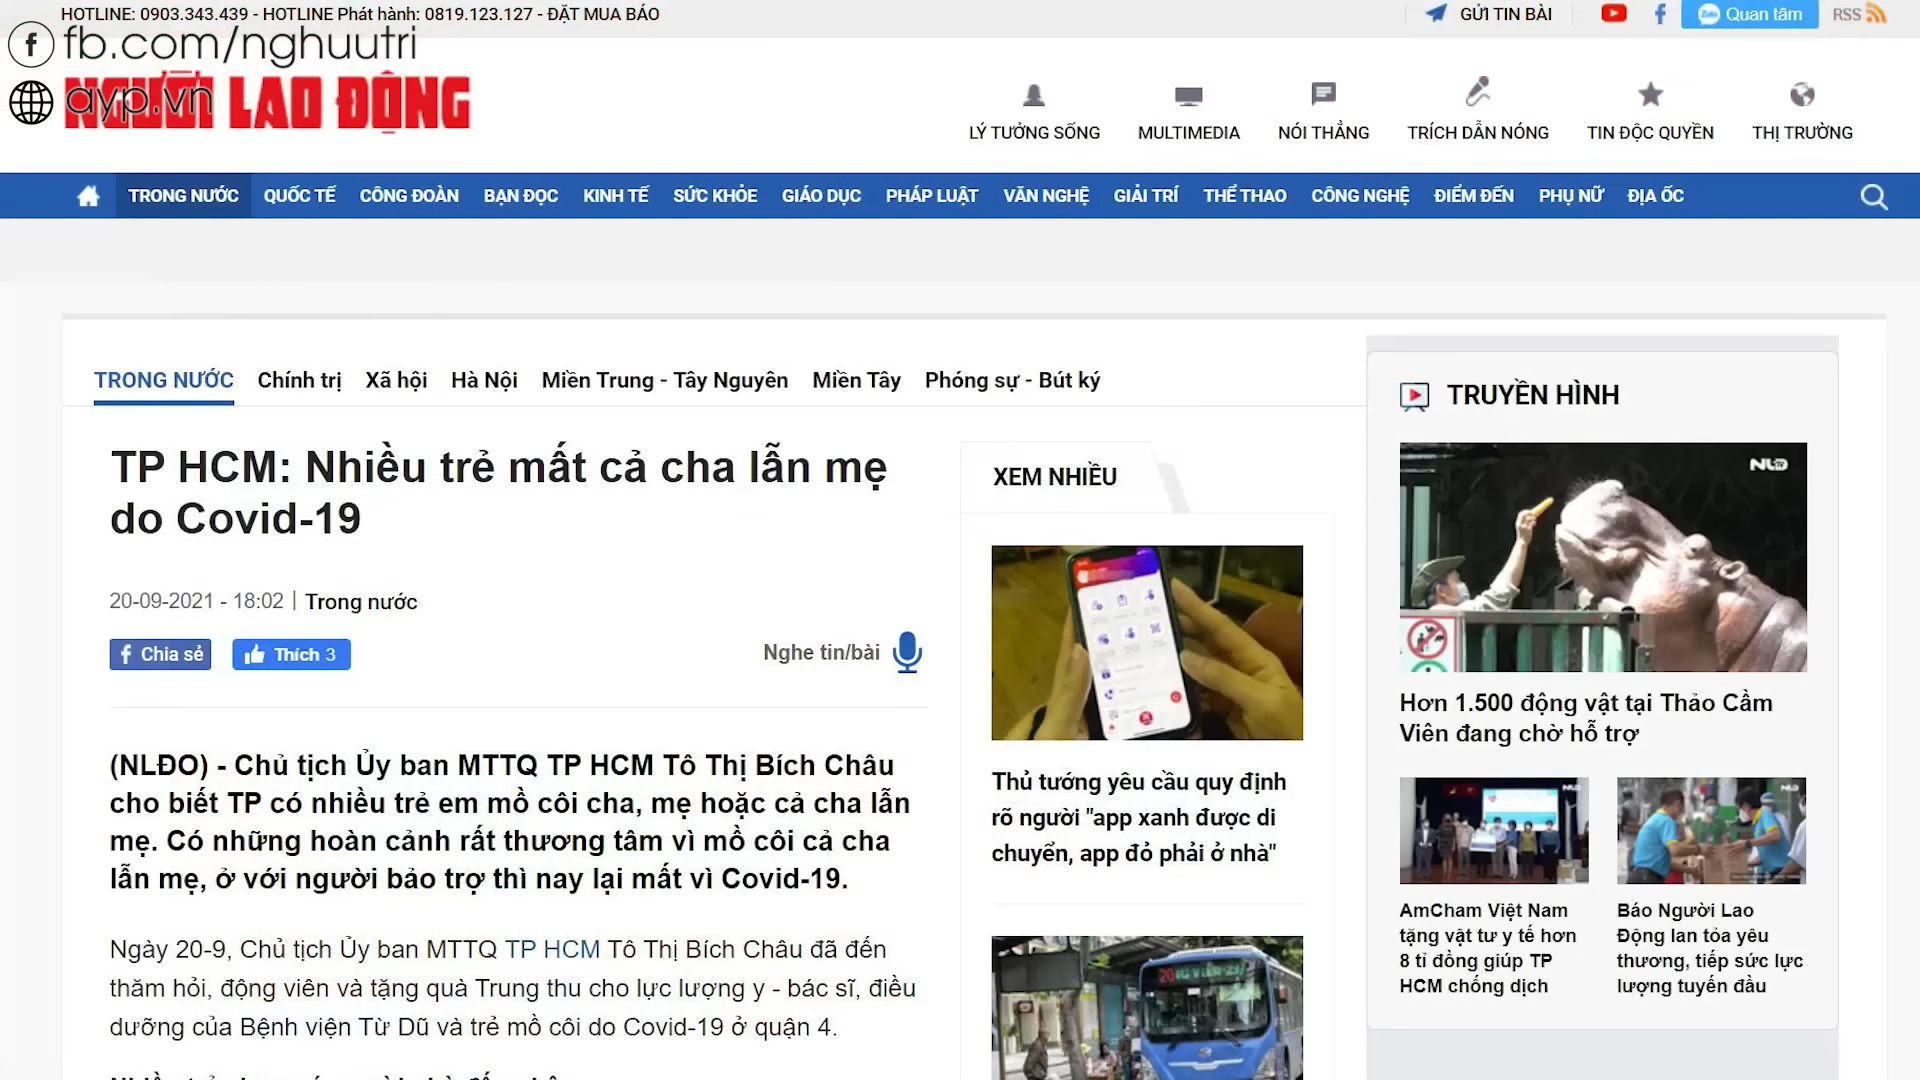 HOTLINE: 0903.343.439 - HOTLINE Phát hành: 0819.123.127 - ĐẶT MUA BÁO
GỬI TIN BÀI
Zalo Quan tâm
RSS
fb.com/nghuutri
ayp.vn
NGƯỜI LAO ĐỘNG
LÝ TƯỞNG SỐNG
MULTIMEDIA
NÓI THẲNG
TRÍCH DẪN NÓNG
TIN ĐỘC QUYỀN
THỊ TRƯỜNG
TRONG NƯỚC QUỐC TẾ CÔNG ĐOÀN BẠN ĐỌC KINH TẾ SỨC KHỎE GIÁO DỤC PHÁP LUẬT VĂN NGHỆ GIẢI TRÍ THỂ THAO CÔNG NGHỆ ĐIỂM ĐẾN PHỤ NỮ ĐỊA ỐC
TRONG NƯỚC Chính trị Xã hội Hà Nội Miền Trung - Tây Nguyên Miền Tây Phóng sự - Bút ký
TP HCM: Nhiều trẻ mất cả cha lẫn mẹ
do Covid-19
20-09-2021 - 18:02 | Trong nước
Chia sẻ
Thích 3
Nghe tin/bài
(NLĐO) - Chủ tịch Ủy ban MTTQ TP HCM Tô Thị Bích Châu
cho biết TP có nhiều trẻ em mồ côi cha, mẹ hoặc cả cha lẫn
mẹ. Có những hoàn cảnh rất thương tâm vì mồ côi cả cha
lẫn mẹ, ở với người bảo trợ thì nay lại mất vì Covid-19.
Ngày 20-9, Chủ tịch Ủy ban MTTQ TP HCM Tô Thị Bích Châu đã đến
thăm hỏi, động viên và tặng quà Trung thu cho lực lượng y - bác sĩ, điều
dưỡng của Bệnh viện Từ Dũ và trẻ mồ côi do Covid-19 ở quận 4.
XEM NHIỀU
Thủ tướng yêu cầu quy định
rõ người "app xanh được di
chuyển, app đỏ phải ở nhà"
20
TRUYỀN HÌNH
NLD
Hơn 1.500 động vật tại Thảo Cầm
Viên đang chờ hỗ trợ
AmCham Việt Nam
tặng vật tư y tế hơn
8 tỉ đồng giúp TP
HCM chống dịch
Báo Người Lao
Động lan tỏa yêu
thương, tiếp sức lực
lượng tuyến đầu